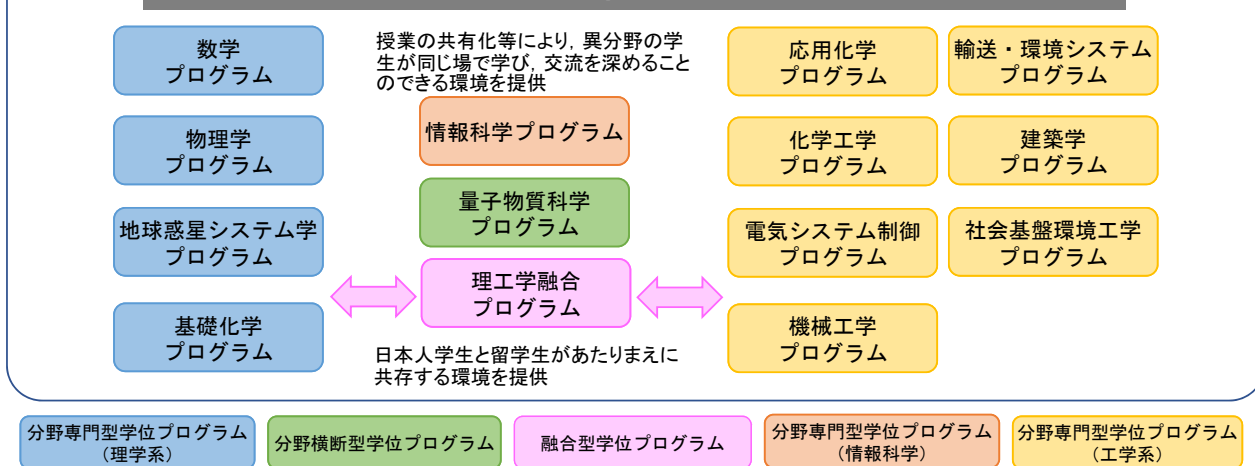 数学
プログラム
物理学
プログラム
地球惑星システム学
プログラム
基礎化学
プログラム
授業の共有化等により，異分野の学
生が同じ場で学び，交流を深めること
のできる環境を提供
情報科学プログラム
量子物質科学
プログラム
理工学融合
プログラム
日本人学生と留学生があたりまえに
共存する環境を提供
応用化学
プログラム
化学工学
プログラム
電気システム制御
プログラム
機械工学
プログラム
輸送・環境システム
プログラム
建築学
プログラム
社会基盤環境工学
プログラム
分野専門型学位プログラム
（理学系）
分野横断型学位プログラム
融合型学位プログラム
分野専門型学位プログラム
（情報科学）
分野専門型学位プログラム
（工学系）